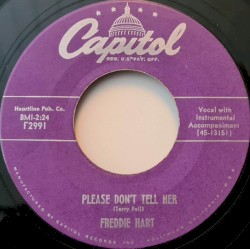 Capitol
REG. U.S. PAT. OFF.
Heartline Pub. Co.
BMI-2:24
F2991
Vocal with
Instrumental
Accompaniment
(45-13151)
PLEASE DON'T TELL HER
(Terry Fell)
FREDDIE HART